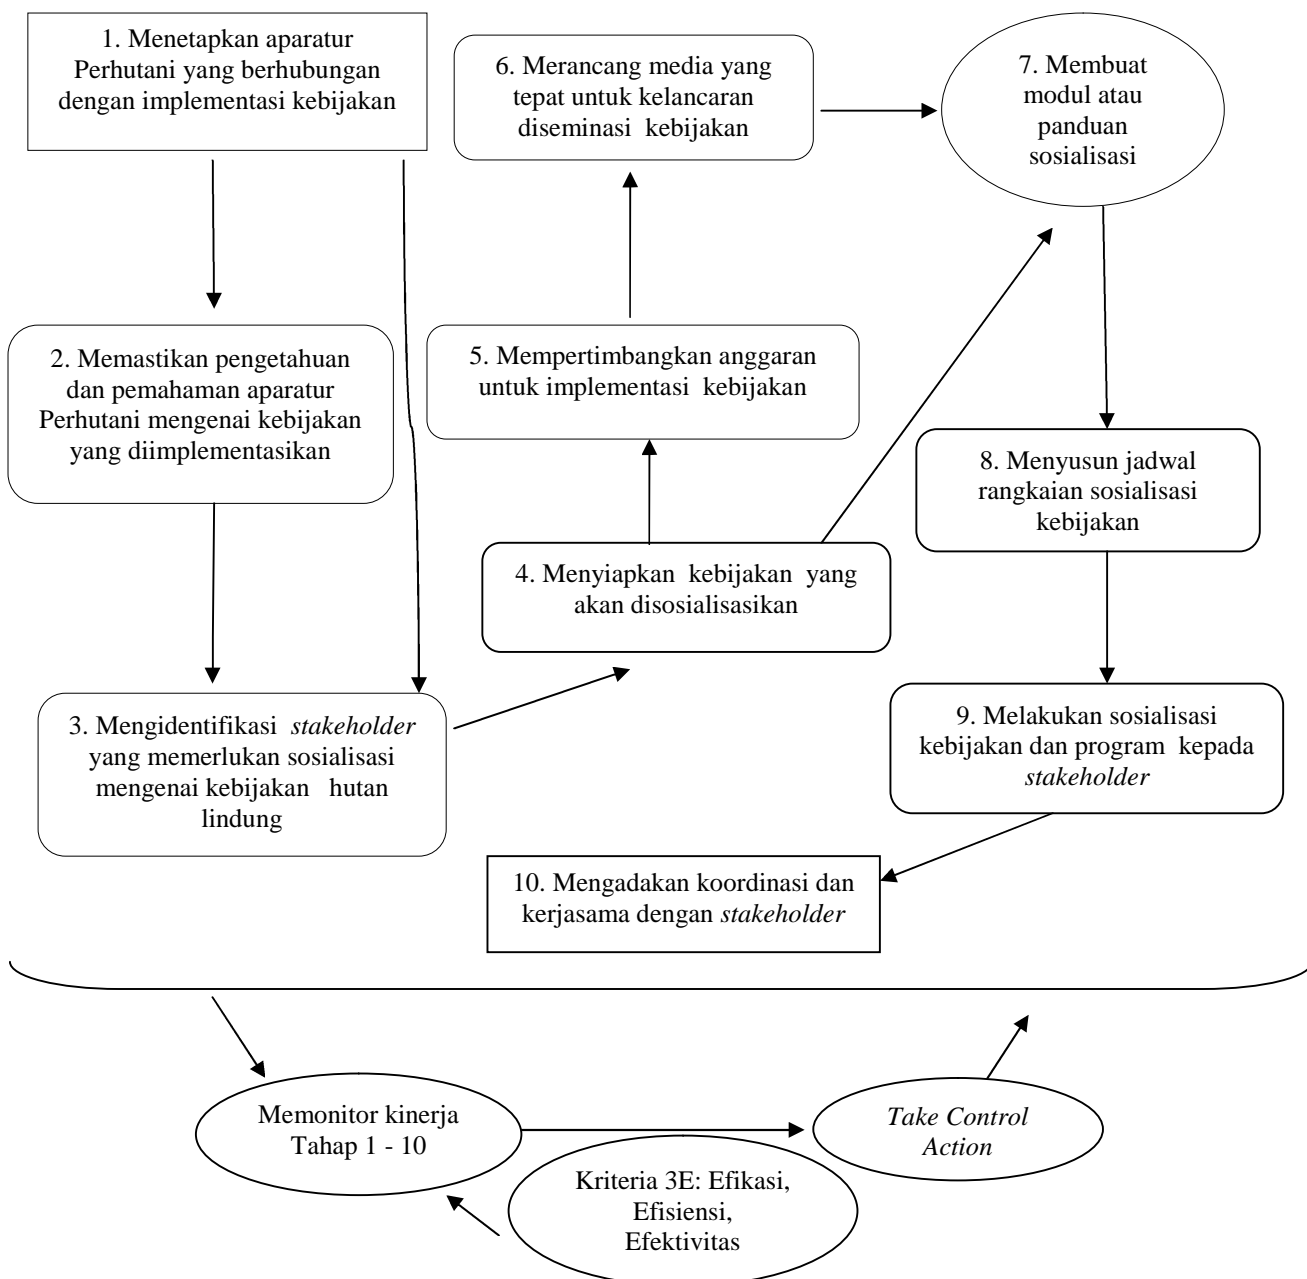 1. Menetapkan aparatur
Perhutani yang berhubungan
dengan implementasi kebijakan
2. Memastikan pengetahuan
dan pemahaman aparatur
Perhutani mengenai kebijakan
yang diimplementasikan
3. Mengidentifikasi stakeholder
yang memerlukan sosialisasi
mengenai kebijakan hutan
lindung
4. Menyiapkan kebijakan yang
akan disosialisasikan
5. Mempertimbangkan anggaran
untuk implementasi kebijakan
6. Merancang media yang
tepat untuk kelancaran
diseminasi kebijakan
7. Membuat
modul atau
panduan
sosialisasi
8. Menyusun jadwal
rangkaian sosialisasi
kebijakan
9. Melakukan sosialisasi
kebijakan dan program kepada
stakeholder
10. Mengadakan koordinasi dan
kerjasama dengan stakeholder
Memonitor kinerja
Tahap 1 - 10
Take Control
Action
Kriteria 3E: Efikasi,
Efisiensi,
Efektivitas